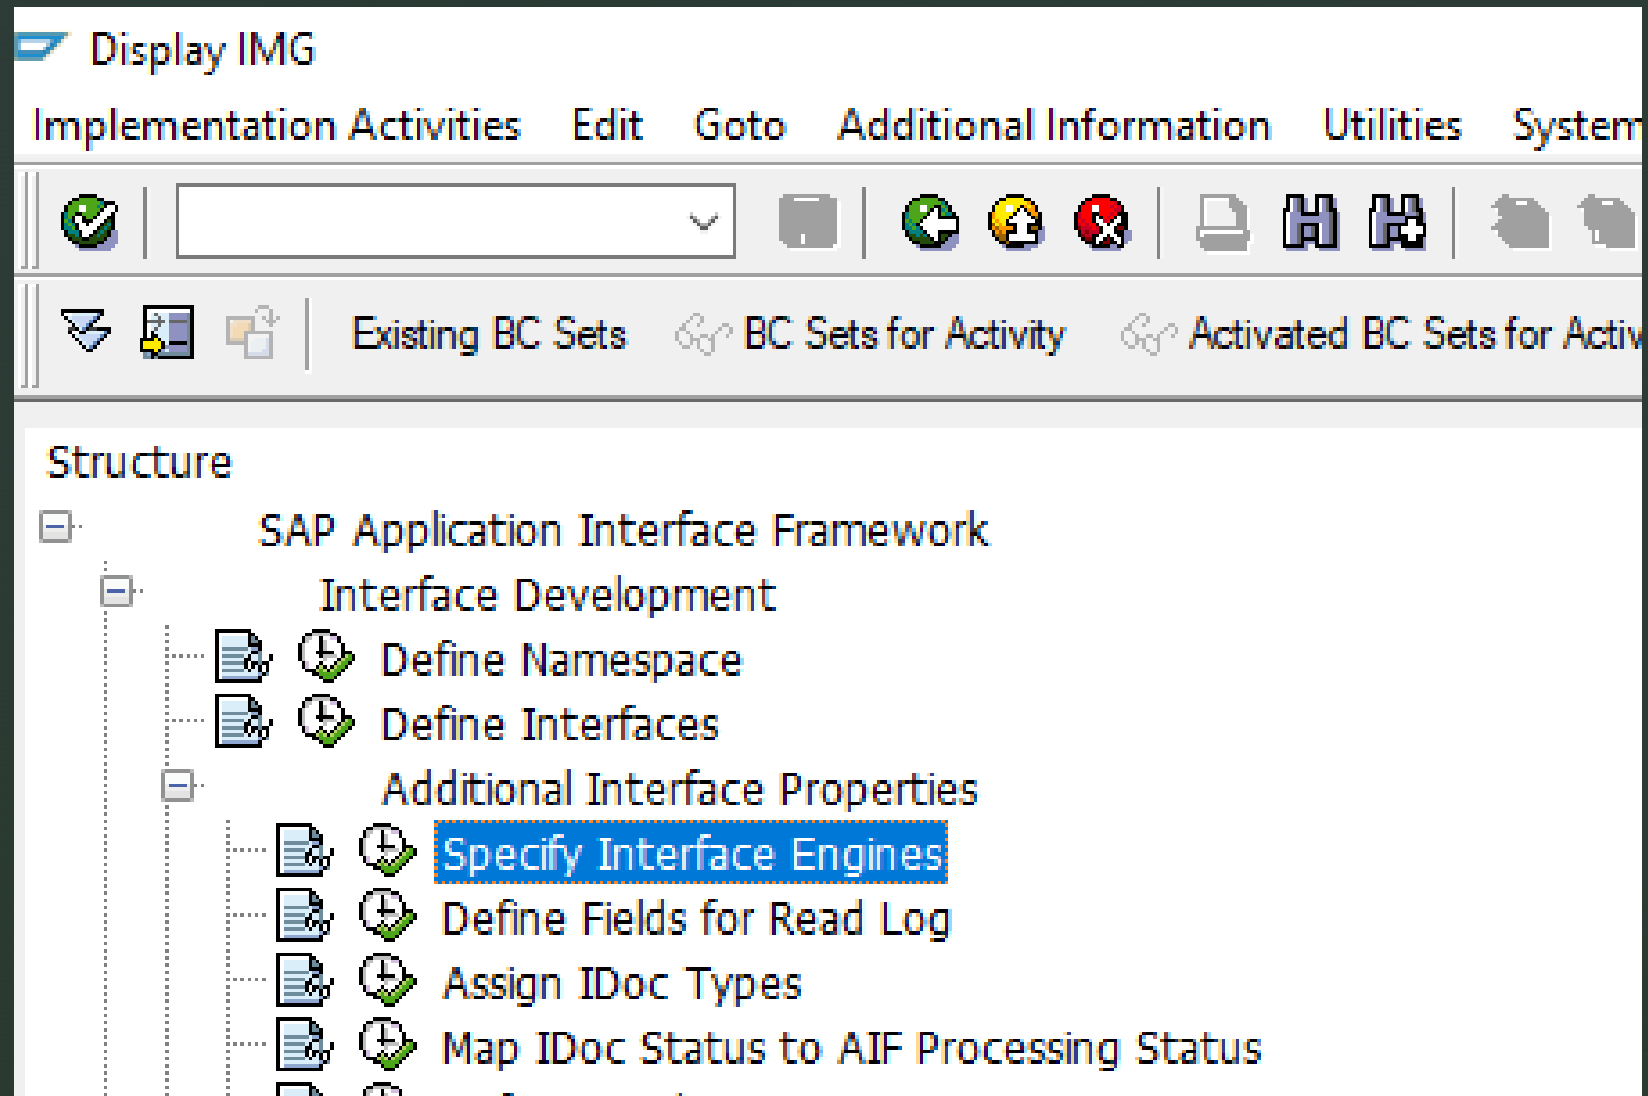 Display IMG
Implementation Activities Edit Goto Additional Information Utilities System
Existing BC Sets BC Sets for Activity Activated BC Sets for Activ
Structure
SAP Application Interface Framework
Interface Development
Define Namespace
Define Interfaces
Additional Interface Properties
Specify Interface Engines
Define Fields for Read Log
Assign IDoc Types
Map IDoc Status to AIF Processing Status